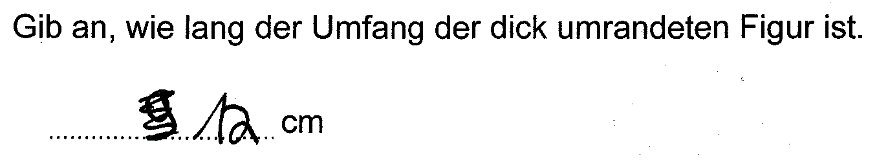 Gib an, wie lang der Umfang der dick umrandeten Figur ist.
12 cm